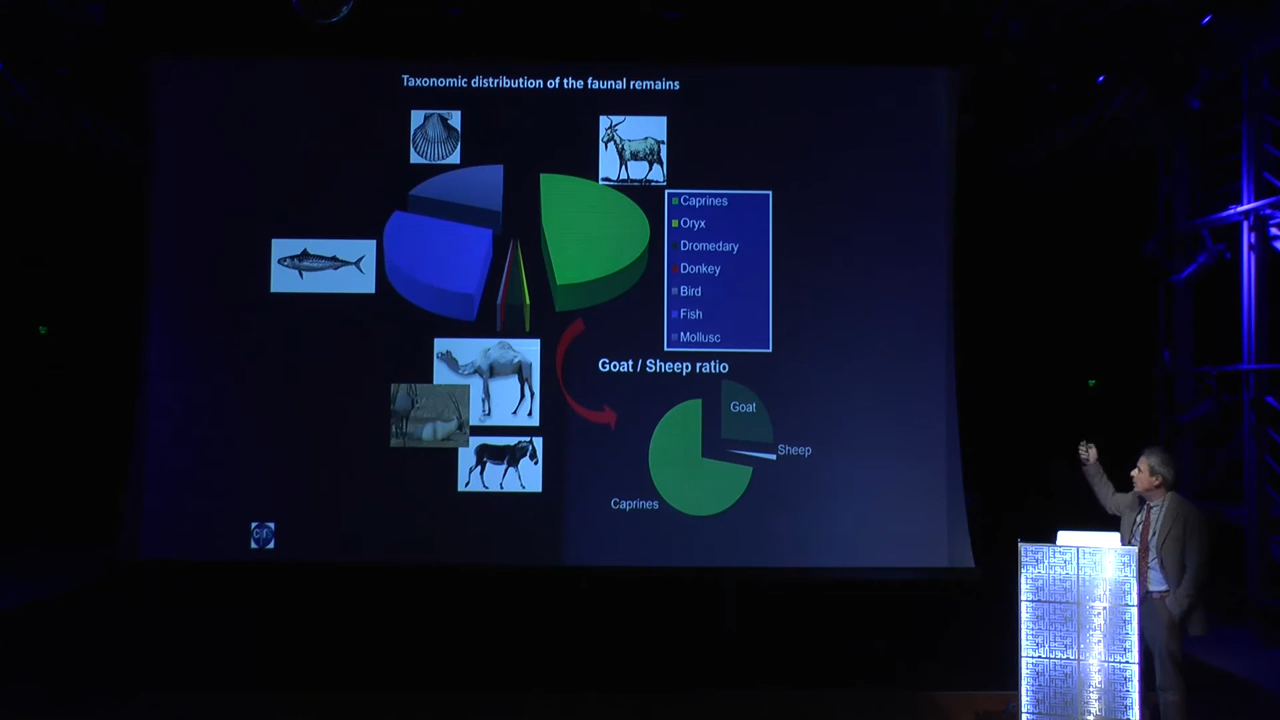 Taxonomic distribution of the faunal remains
Caprines
Oryx
Dromedary
Donkey
Bird
Fish
Mollusc
Goat / Sheep ratio
Goat
Sheep
Caprines
cnrs